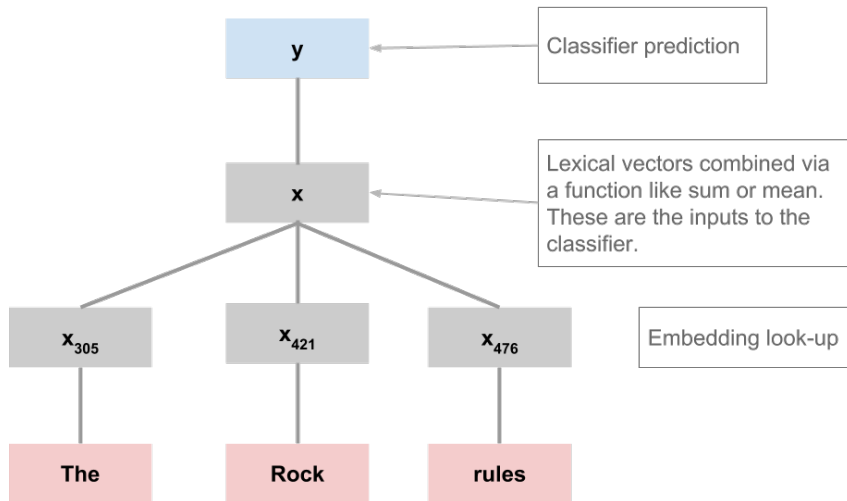 y
Classifier prediction
x
Lexical vectors combined via
a function like sum or mean.
These are the inputs to the
classifier.
x₃₀₅
x₄₂₁
x₄₇₆
Embedding look-up
The
Rock
rules